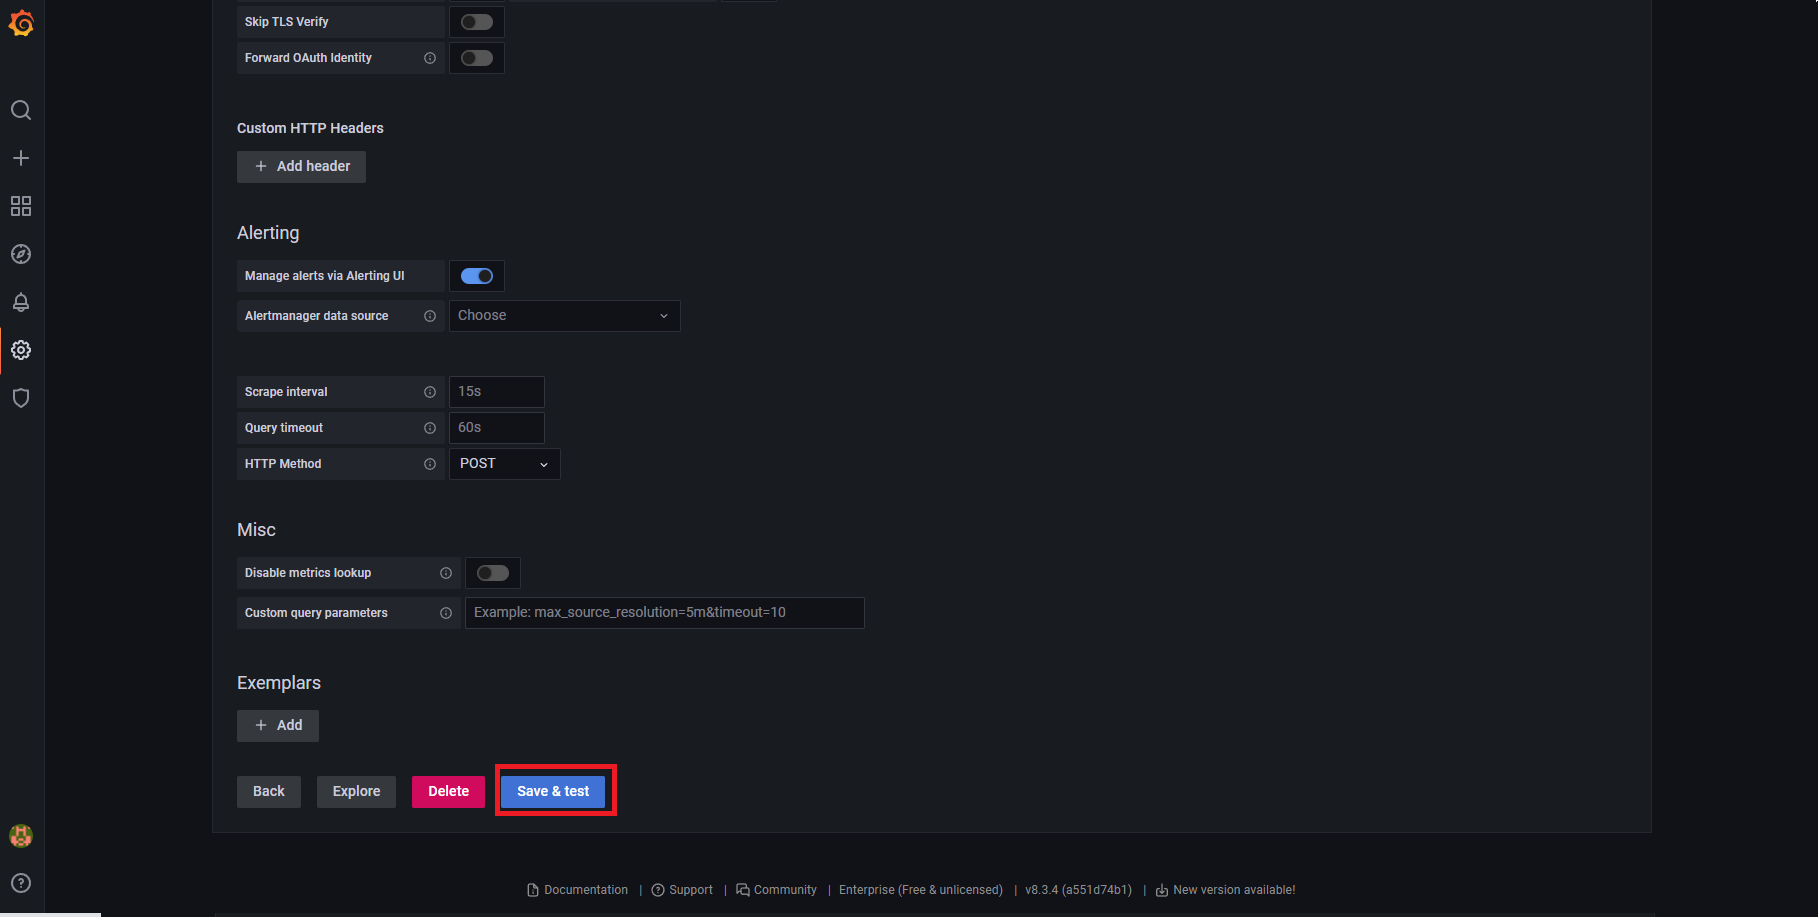 Skip TLS Verify
Forward OAuth Identity
Custom HTTP Headers
Add header
Alerting
Manage alerts via Alerting UI
Alertmanager data source Choose
Scrape interval 15s
Query timeout 60s
HTTP Method POST
Misc
Disable metrics lookup
Custom query parameters Example: max_source_resolution=5m&timeout=10
Exemplars
Add
Back Explore Delete Save & test
Documentation | Support | Community | Enterprise (Free & unlicensed) | v8.3.4 (a551d74b1) | New version available!